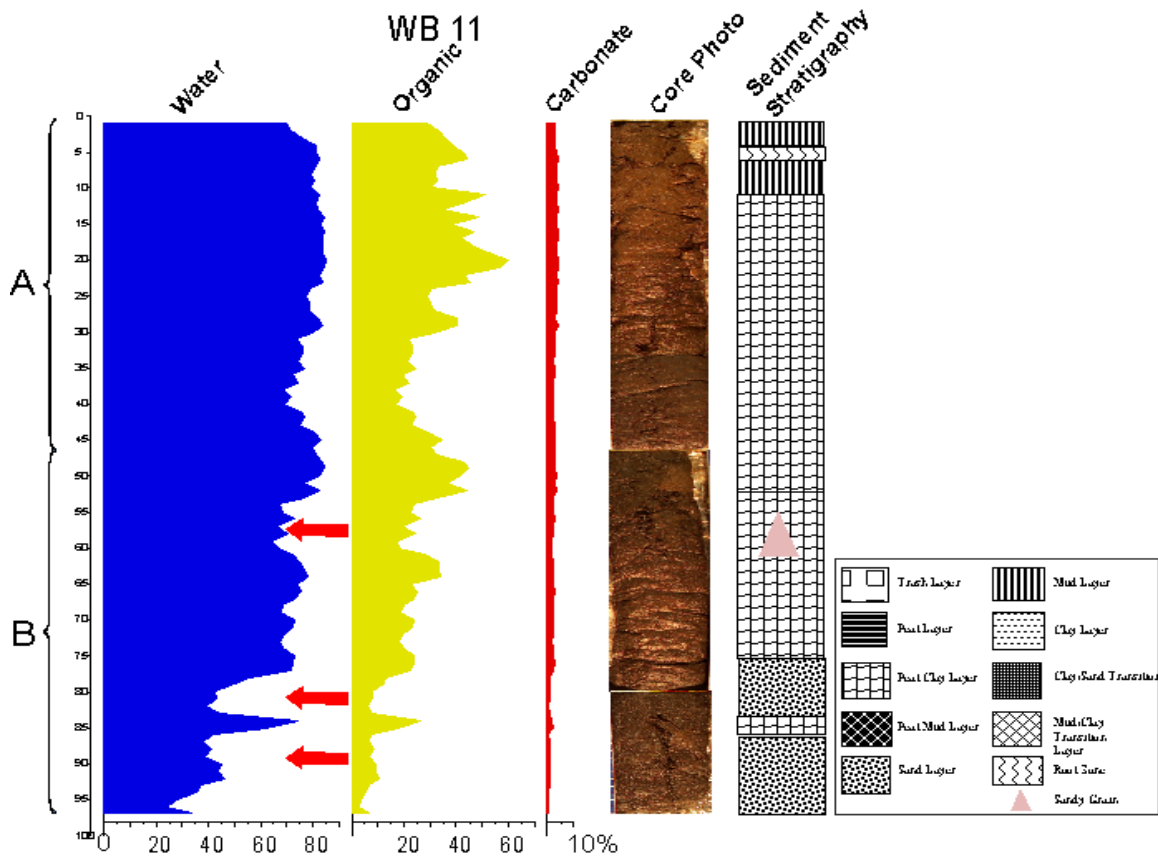 WB 11
Water
Organic
Carbonate
Core Photo
Sediment
Stratigraphy
A
B
0
5
10
15
20
25
30
35
40
45
50
55
60
65
70
75
80
85
90
95
100
0 20 40 60 80
20 40 60
10%
Trash Layer
Mud Layer
Peat Layer
Clay Layer
Peat Clay Layer
Clay/Sand Transition
Peat Mud Layer
Mud/Clay
Transition
Layer
Sand Layer
Root Zone
Sandy Grain